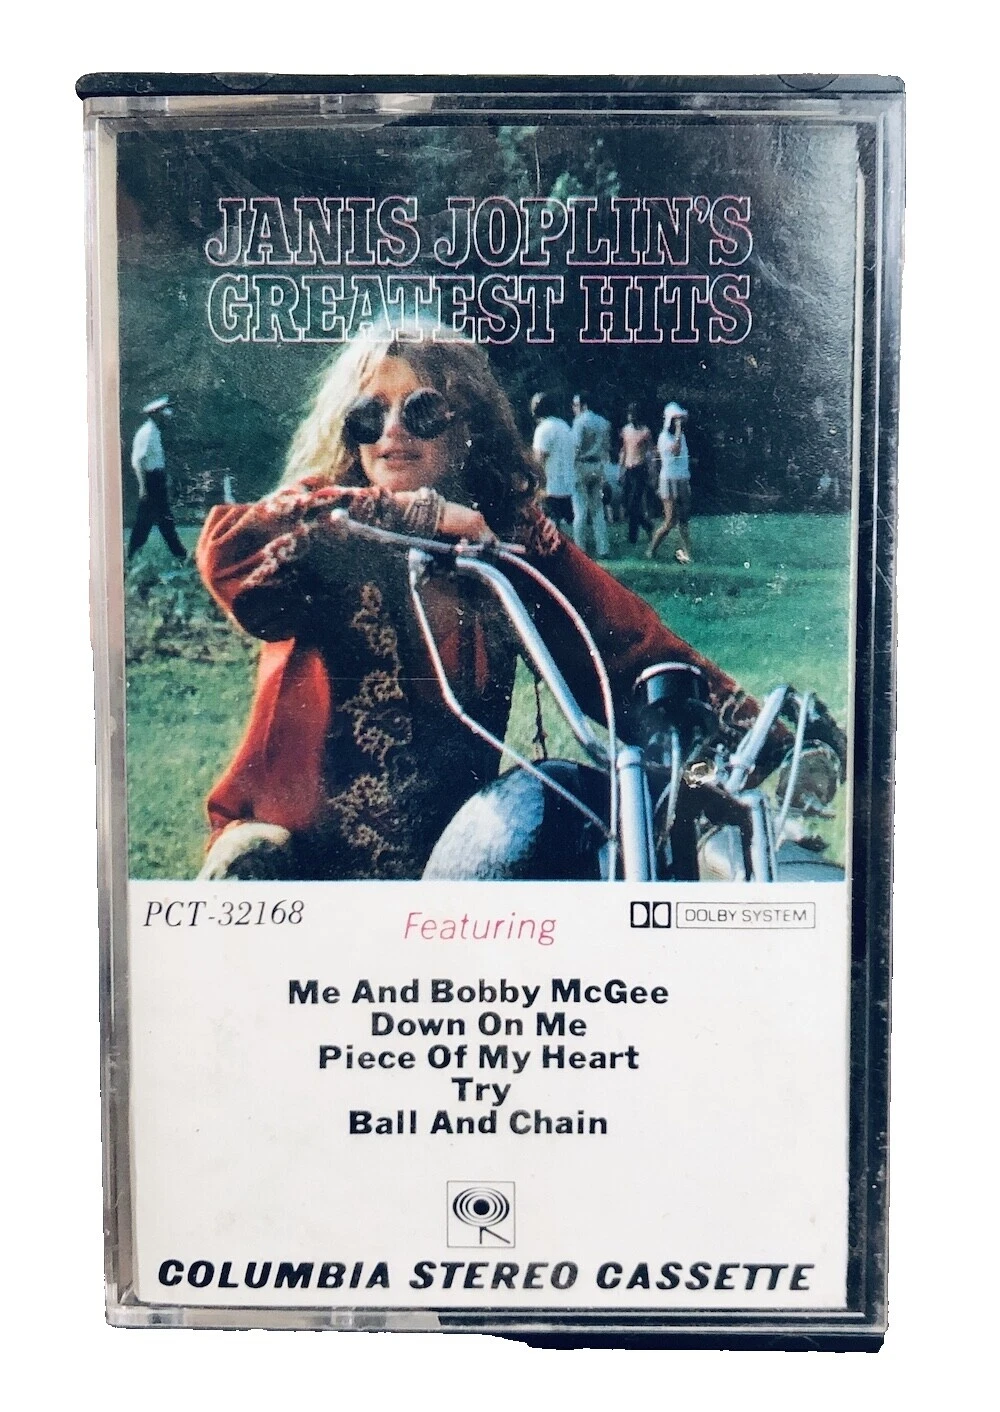 JANIS JOPLIN'S
GREATEST HITS
PCT-32168
Featuring
DOLBY SYSTEM
Me And Bobby McGee
Down On Me
Piece Of My Heart
Try
Ball And Chain
COLUMBIA STEREO CASSETTE